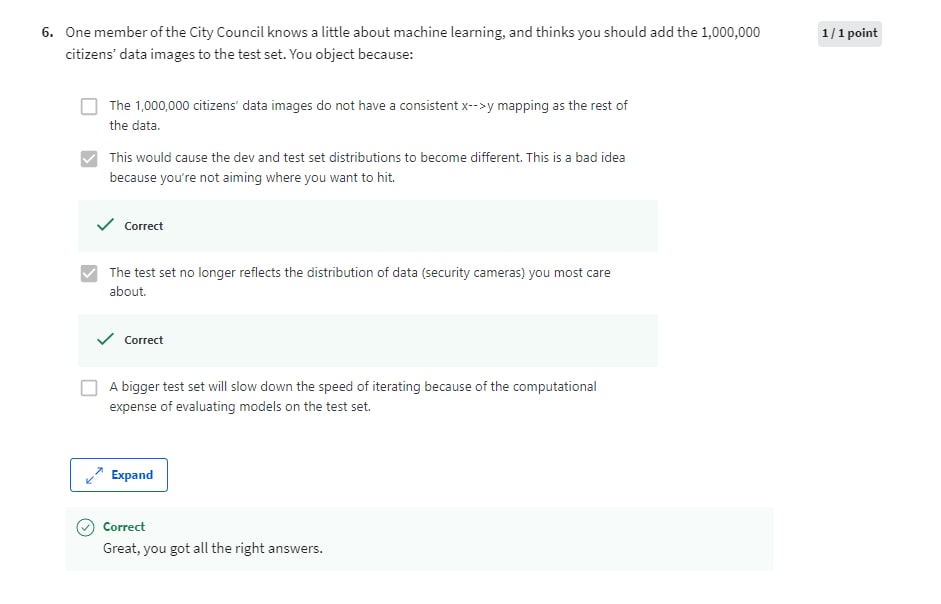 6. One member of the City Council knows a little about machine learning, and thinks you should add the 1,000,000
1 / 1 point
citizens' data images to the test set. You object because:
The 1,000,000 citizens' data images do not have a consistent x-->y mapping as the rest of
the data.
This would cause the dev and test set distributions to become different. This is a bad idea
because you're not aiming where you want to hit.
Correct
The test set no longer reflects the distribution of data (security cameras) you most care
about.
Correct
A bigger test set will slow down the speed of iterating because of the computational
expense of evaluating models on the test set.
Expand
Correct
Great, you got all the right answers.